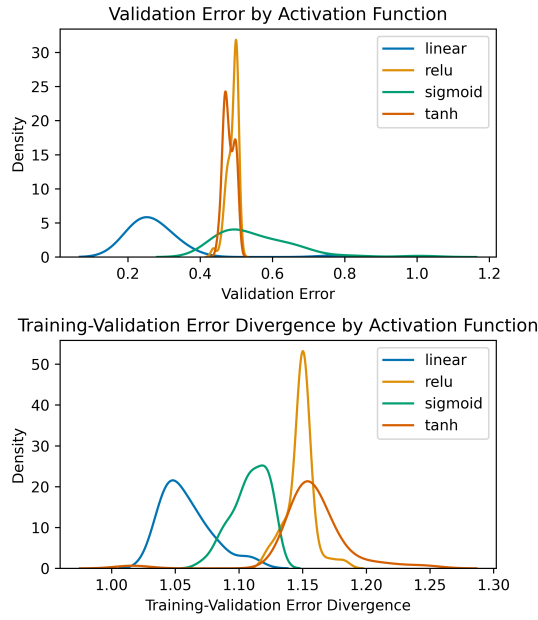 Validation Error by Activation Function
Density
30
25
20
15
10
5
0
0.2 0.4 0.6 0.8 1.0 1.2
Validation Error
linear
relu
sigmoid
tanh
Training-Validation Error Divergence by Activation Function
Density
50
40
30
20
10
0
1.00 1.05 1.10 1.15 1.20 1.25 1.30
Training-Validation Error Divergence
linear
relu
sigmoid
tanh